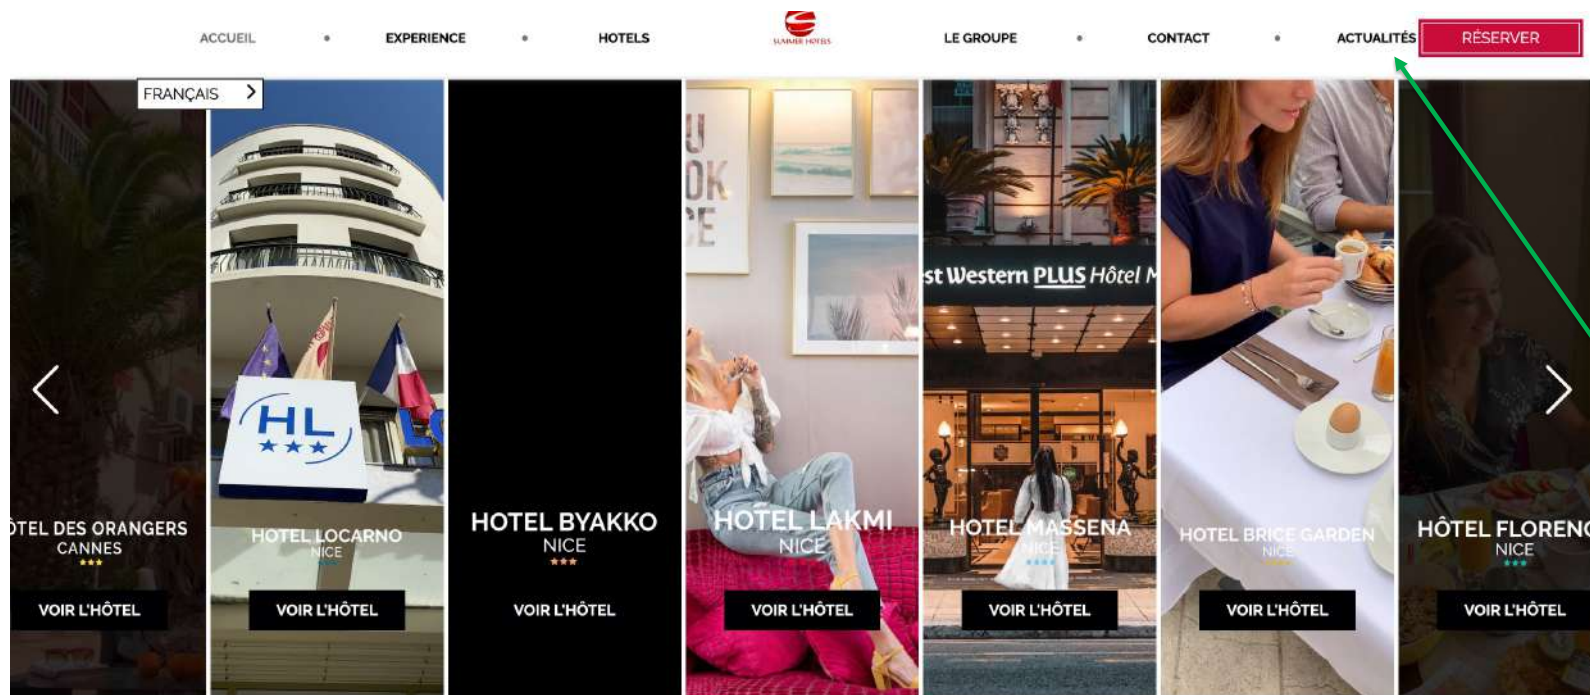 ACCUEIL • EXPERIENCE • HOTELS
SUMMER HOTELS
LE GROUPE • CONTACT • ACTUALITÉS
RÉSERVER
FRANÇAIS
HL
st Western PLUS Hôtel M
ÔTEL DES ORANGERS
CANNES
VOIR L'HÔTEL
HOTEL LOCARNO
NICE
VOIR L'HÔTEL
HOTEL BYAKKO
NICE
VOIR L'HÔTEL
HOTEL LAKMI
NICE
VOIR L'HÔTEL
HOTEL MASSENA
NICE
VOIR L'HÔTEL
HOTEL BRICE GARDEN
NICE
VOIR L'HÔTEL
HÔTEL FLORENC
NICE
VOIR L'HÔTEL